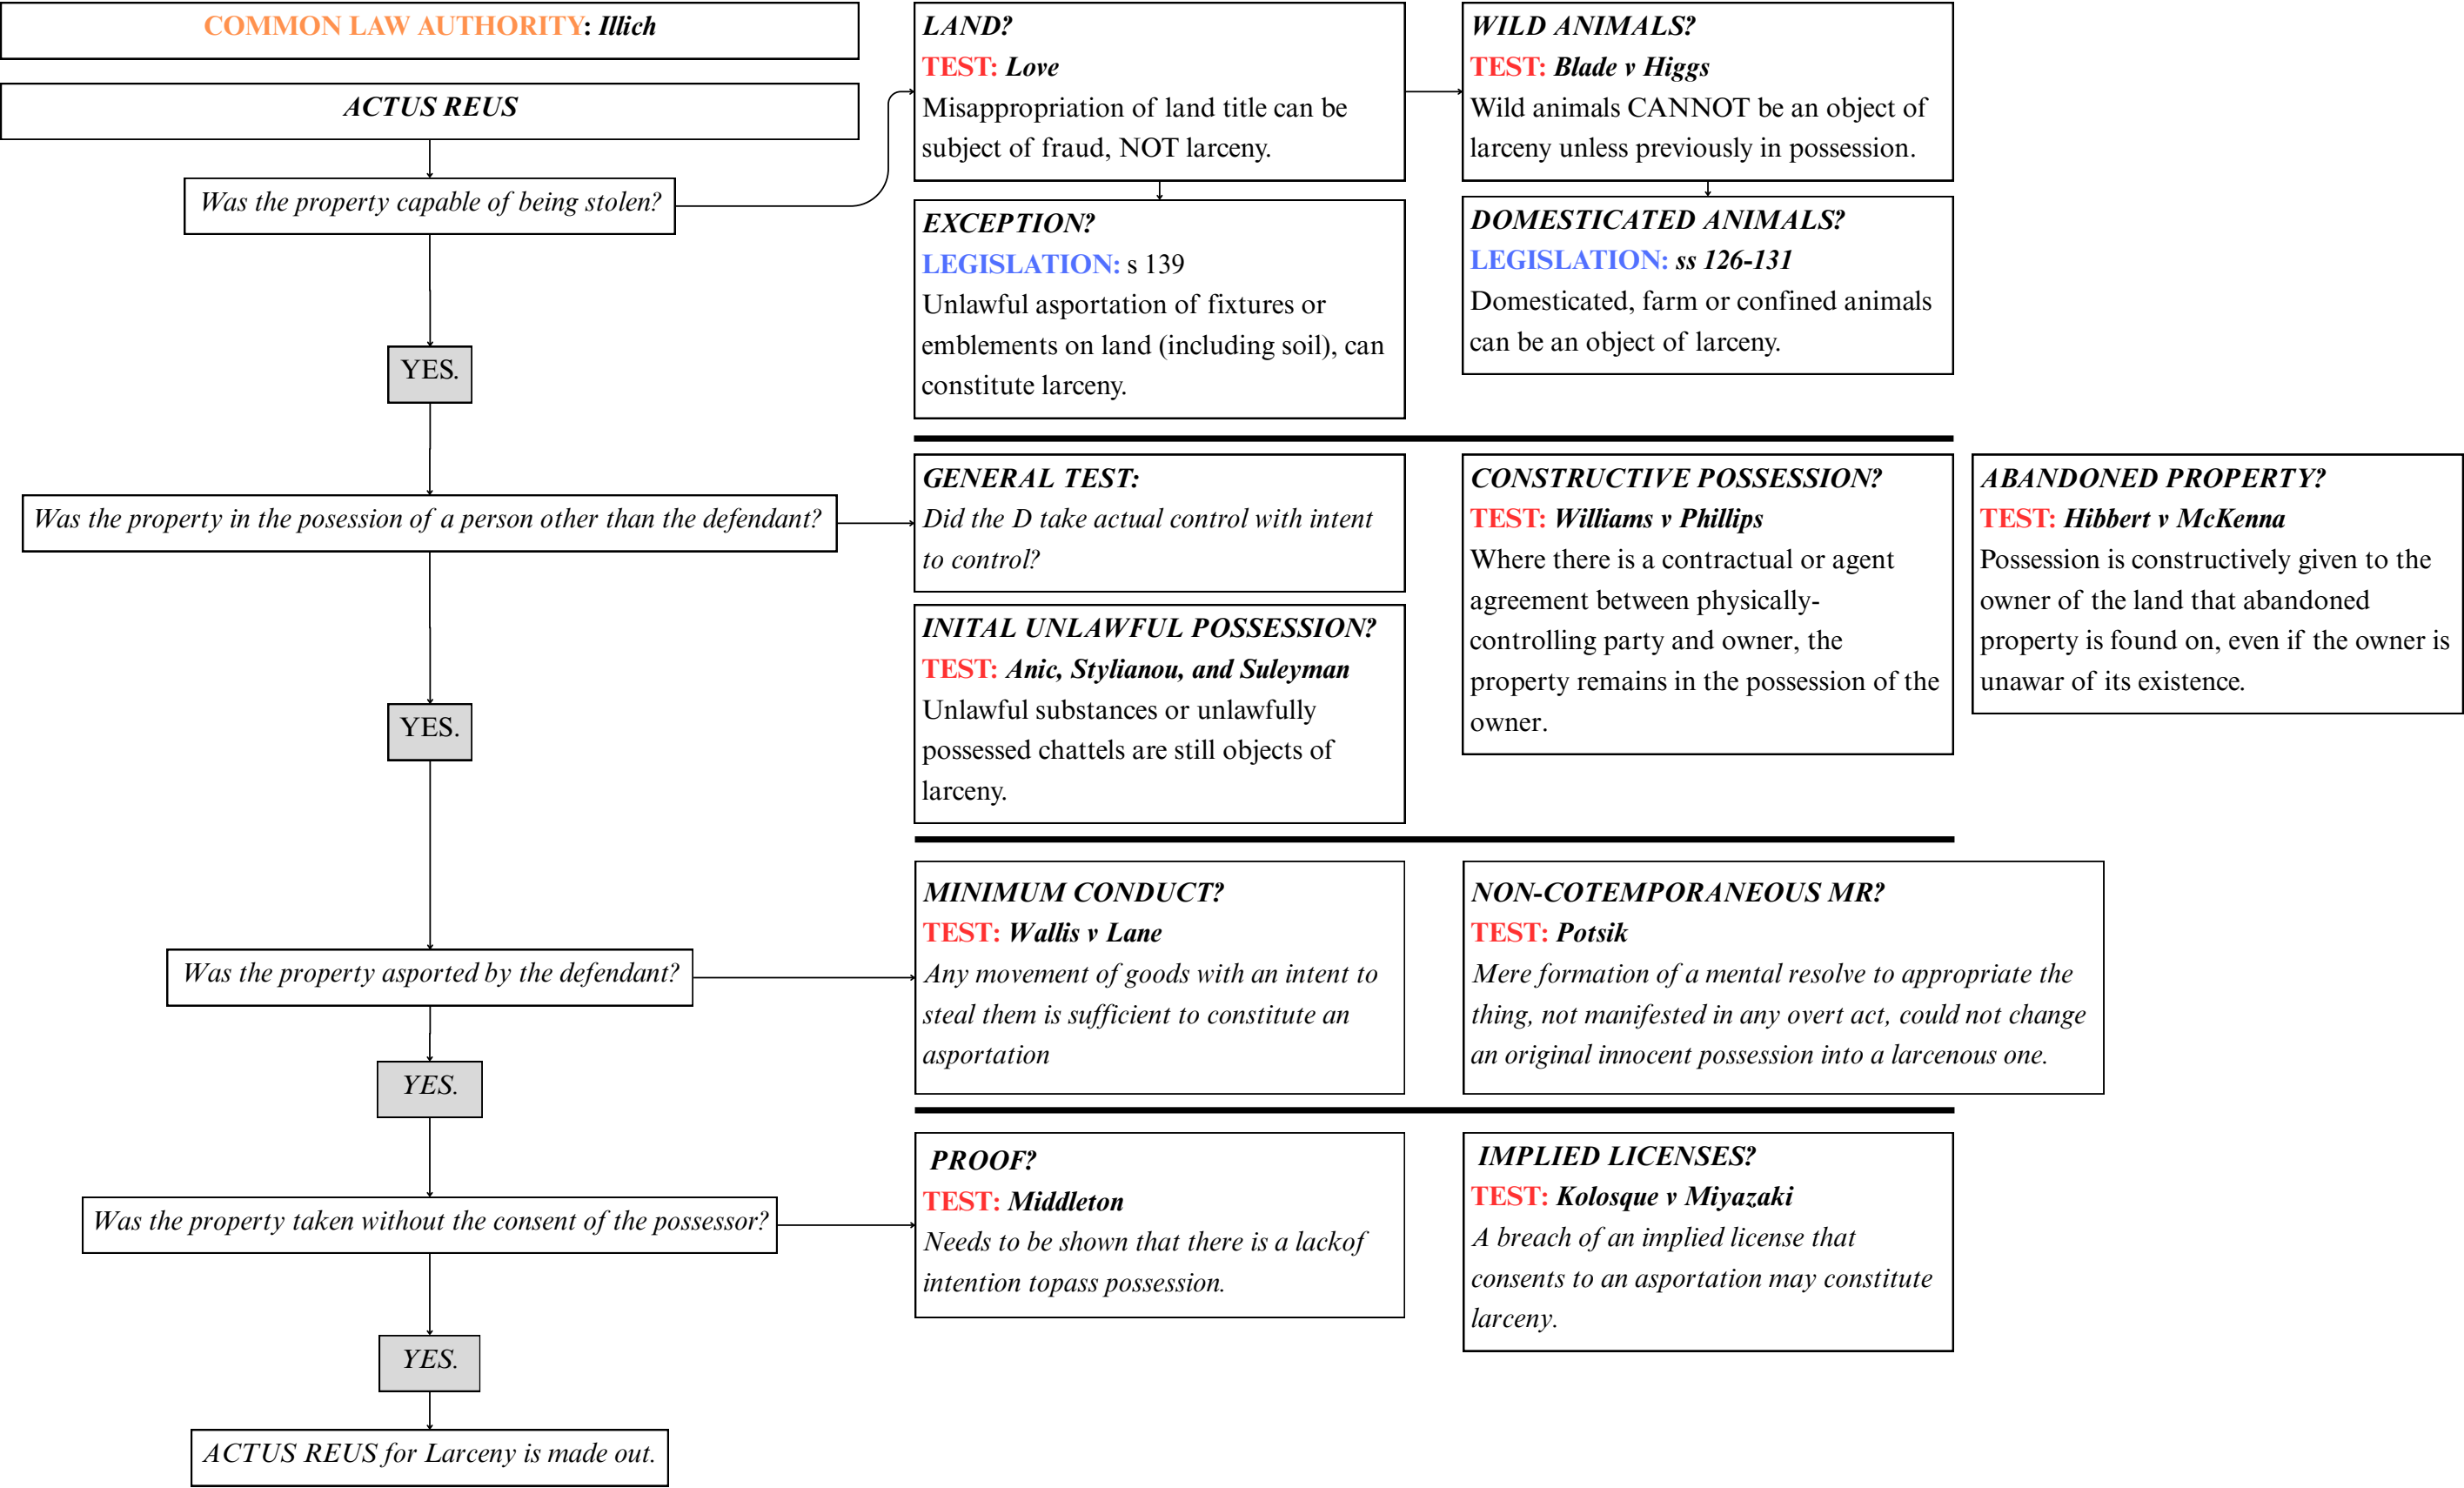 COMMON LAW AUTHORITY: Illich
ACTUS REUS
Was the property capable of being stolen?
YES.
LAND?
TEST: Love
Misappropriation of land title can be
subject of fraud, NOT larceny.
WILD ANIMALS?
TEST: Blade v Higgs
Wild animals CANNOT be an object of
larceny unless previously in possession.
EXCEPTION?
LEGISLATION: s 139
Unlawful asportation of fixtures or
emblements on land (including soil), can
constitute larceny.
DOMESTICATED ANIMALS?
LEGISLATION: ss 126-131
Domesticated, farm or confined animals
can be an object of larceny.
Was the property in the posession of a person other than the defendant?
YES.
GENERAL TEST:
Did the D take actual control with intent
to control?
INITAL UNLAWFUL POSSESSION?
TEST: Anic, Stylianou, and Suleyman
Unlawful substances or unlawfully
possessed chattels are still objects of
larceny.
CONSTRUCTIVE POSSESSION?
TEST: Williams v Phillips
Where there is a contractual or agent
agreement between physically-
controlling party and owner, the
property remains in the possession of the
owner.
ABANDONED PROPERTY?
TEST: Hibbert v McKenna
Possession is constructively given to the
owner of the land that abandoned
property is found on, even if the owner is
unawar of its existence.
Was the property asported by the defendant?
YES.
MINIMUM CONDUCT?
TEST: Wallis v Lane
Any movement of goods with an intent to
steal them is sufficient to constitute an
asportation
NON-COTEMPORANEOUS MR?
TEST: Potsik
Mere formation of a mental resolve to appropriate the
thing, not manifested in any overt act, could not change
an original innocent possession into a larcenous one.
Was the property taken without the consent of the possessor?
YES.
PROOF?
TEST: Middleton
Needs to be shown that there is a lackof
intention topass possession.
IMPLIED LICENSES?
TEST: Kolosque v Miyazaki
A breach of an implied license that
consents to an asportation may constitute
larceny.
ACTUS REUS for Larceny is made out.